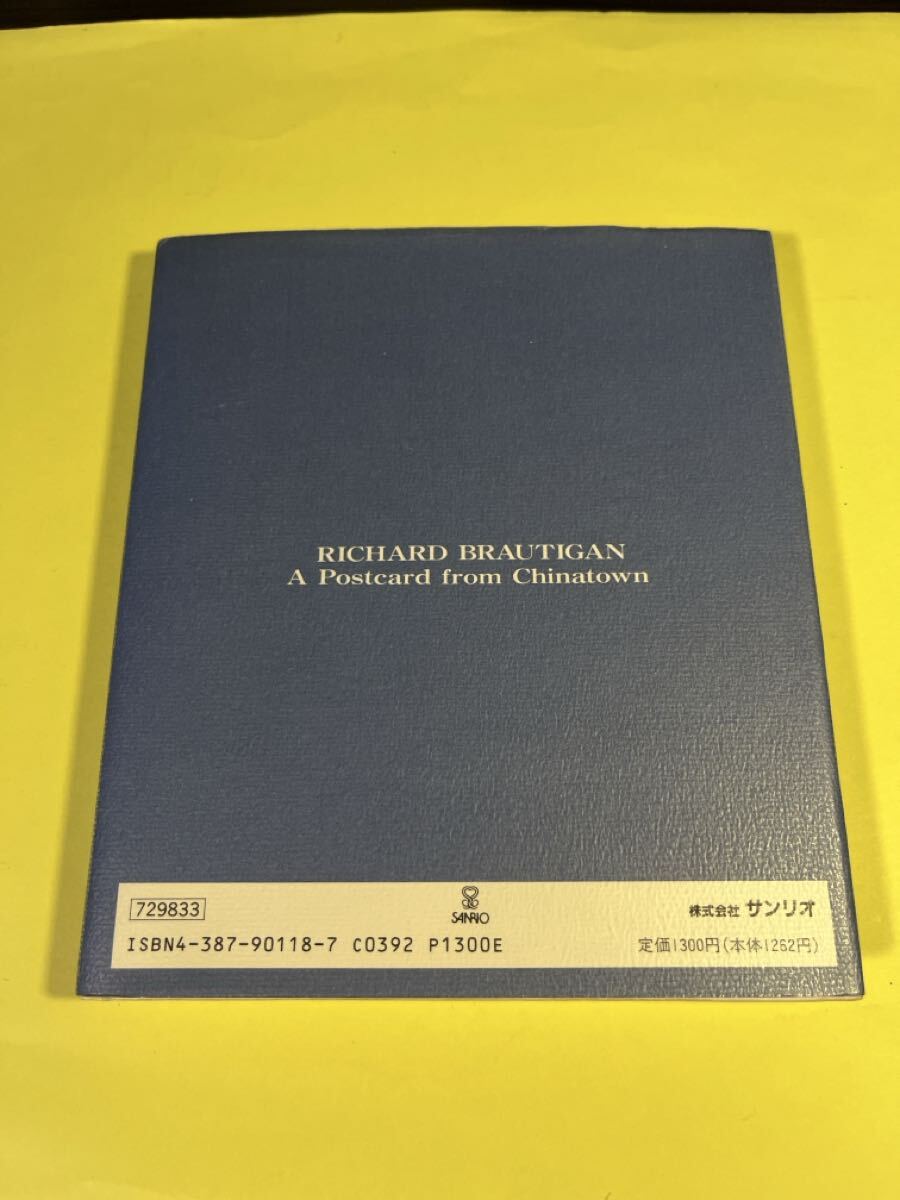 RICHARD BRAUTIGAN
A Postcard from Chinatown
729833
SANRIO
株式会社 サンリオ
ISBN4-387-90118-7 C0392 P1300E
定価1300円(本体1262円)